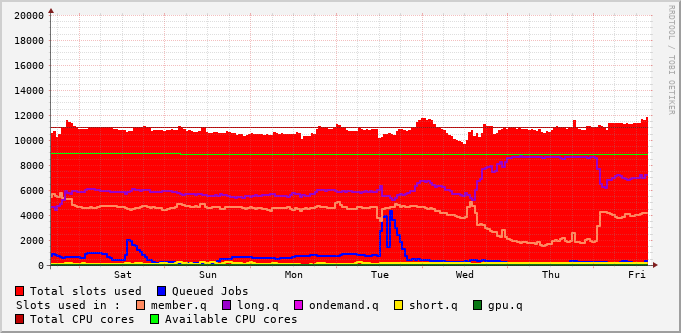 20000
18000
16000
14000
12000
10000
8000
6000
4000
2000
0
Sat Sun Mon Tue Wed Thu Fri
RRDTOOL / TOBI OETIKER
Total slots used Queued Jobs
Slots used in : member.q long.q ondemand.q short.q gpu.q
Total CPU cores Available CPU cores